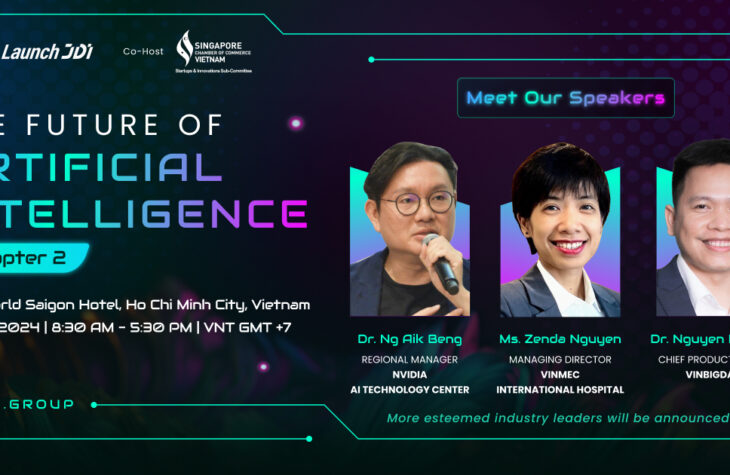 Launch JDI
Co-Host
SINGAPORE
CHAMBER OF COMMERCE
VIETNAM
Startups & Innovations Sub-Committee
E FUTURE OF
RTIFICIAL
TELLIGENCE
apter 2
rld Saigon Hotel, Ho Chi Minh City, Vietnam
2024 | 8:30 AM - 5:30 PM | VNT GMT +7
.GROUP
Meet Our Speakers
Dr. Ng Aik Beng
REGIONAL MANAGER
NVIDIA
AI TECHNOLOGY CENTER
Ms. Zenda Nguyen
MANAGING DIRECTOR
VINMEC
INTERNATIONAL HOSPITAL
Dr. Nguyen
CHIEF PRODUCT
VINBIGDA
More esteemed industry leaders will be announced